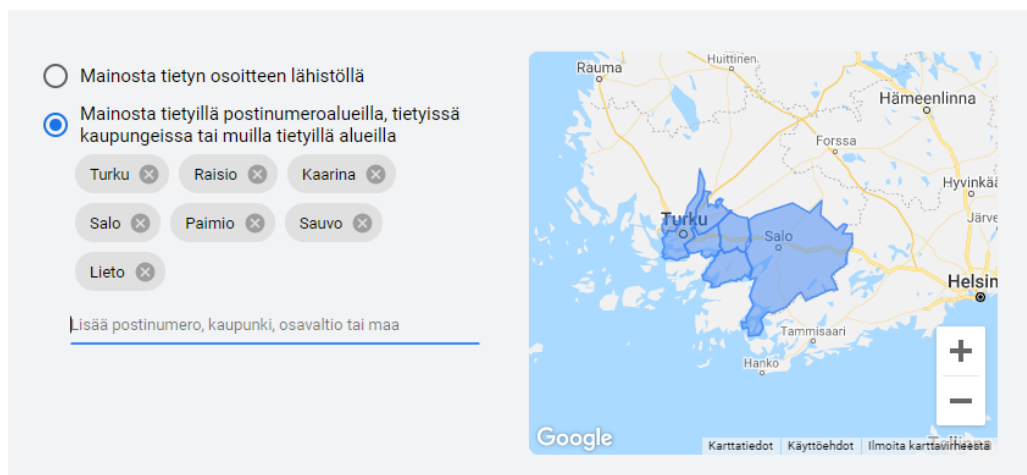 Mainosta tietyn osoitteen lähistöllä
Mainosta tietyillä postinumeroalueilla, tietyissä
kaupungeissa tai muilla tietyillä alueilla
Turku
Raisio
Kaarina
Salo
Paimio
Sauvo
Lieto
Lisää postinumero, kaupunki, osavaltio tai maa
Rauma
Huittinen
Hämeenlinna
Forssa
Hyvinkää
Turku
Salo
Järve
Helsin
Tammisaari
Hanko
+
−
Google
Karttatiedot
Käyttöehdot
Ilmoita karttavirheestä